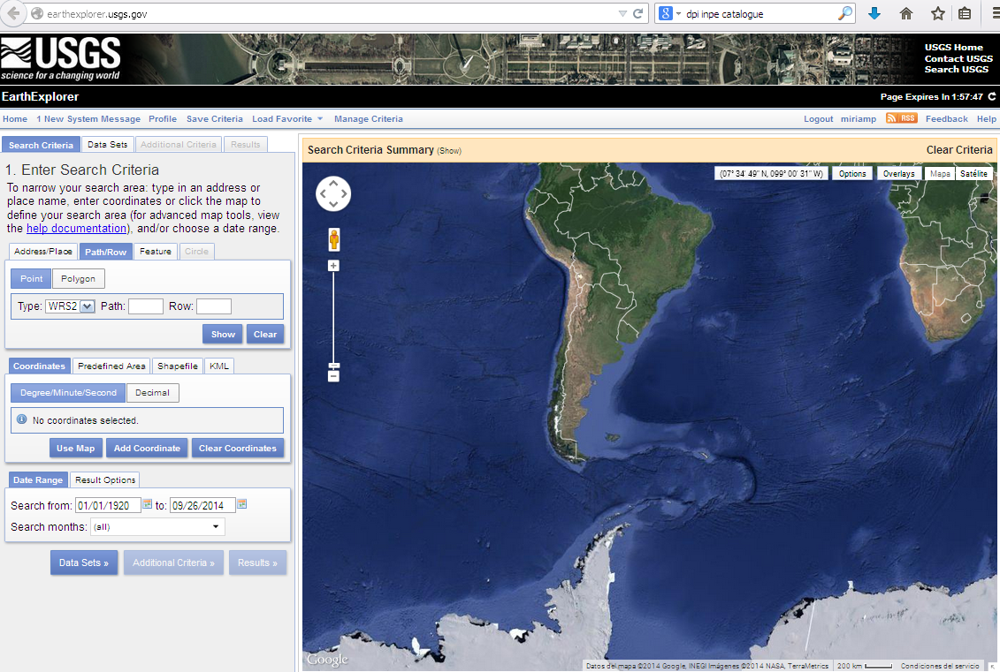 earthexplorer.usgs.gov
dpi inpe catalogue
USGS
science for a changing world
USGS Home
Contact USGS
Search USGS
EarthExplorer
Page Expires In 1:57:47
Home 1 New System Message Profile Save Criteria Load Favorite Manage Criteria
Logout miriamp RSS Feedback Help
Search Criteria Data Sets Additional Criteria Results
1. Enter Search Criteria
To narrow your search area: type in an address or
place name, enter coordinates or click the map to
define your search area (for advanced map tools, view
the help documentation), and/or choose a date range.
Address/Place Path/Row Feature Circle
Point Polygon
Type: WRS2 Path: Row:
Show Clear
Coordinates Predefined Area Shapefile KML
Degree/Minute/Second Decimal
No coordinates selected.
Use Map Add Coordinate Clear Coordinates
Date Range Result Options
Search from: 01/01/1920 to: 09/26/2014
Search months: (all)
Data Sets » Additional Criteria » Results »
Search Criteria Summary (Show)
Clear Criteria
(07° 34' 49" N, 099° 00' 31" W) Options Overlays Mapa Satélite
Google
Datos del mapa ©2014 Google, INEGI Imágenes ©2014 NASA, TerraMetrics 200 km Condiciones del servicio